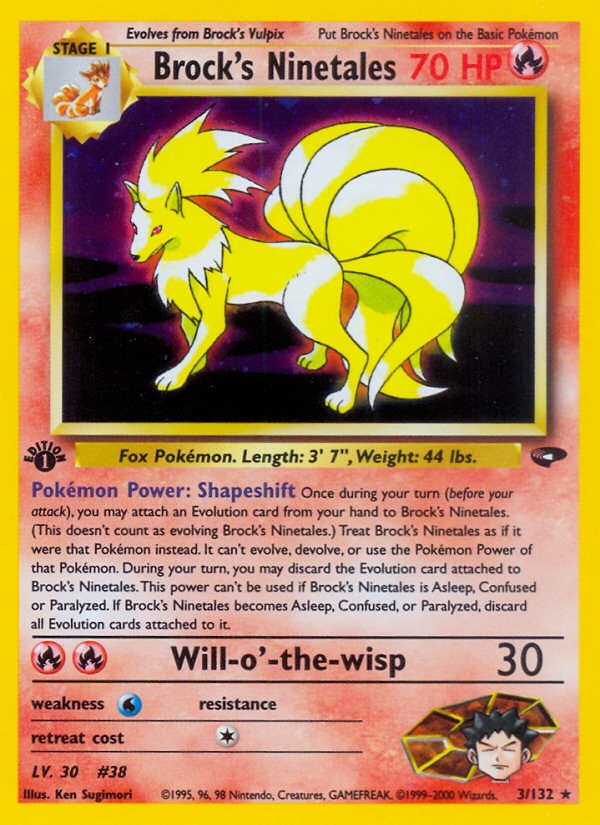 Evolves from Brock's Vulpix Put Brock's Ninetales on the Basic Pokémon
STAGE 1
Brock's Ninetales 70 HP
EDITION
1
Fox Pokémon. Length: 3' 7", Weight: 44 lbs.
Pokémon Power: Shapeshift Once during your turn (before your
attack), you may attach an Evolution card from your hand to Brock's Ninetales.
(This doesn't count as evolving Brock's Ninetales.) Treat Brock's Ninetales as if it
were that Pokémon instead. It can't evolve, devolve, or use the Pokémon Power of
that Pokémon. During your turn, you may discard the Evolution card attached to
Brock's Ninetales. This power can't be used if Brock's Ninetales is Asleep, Confused
or Paralyzed. If Brock's Ninetales becomes Asleep, Confused, or Paralyzed, discard
all Evolution cards attached to it.
Will-o'-the-wisp 30
weakness resistance
retreat cost
LV. 30 #38
Illus. Ken Sugimori ©1995, 96, 98 Nintendo, Creatures, GAMEFREAK. ©1999-2000 Wizards. 3/132 ★